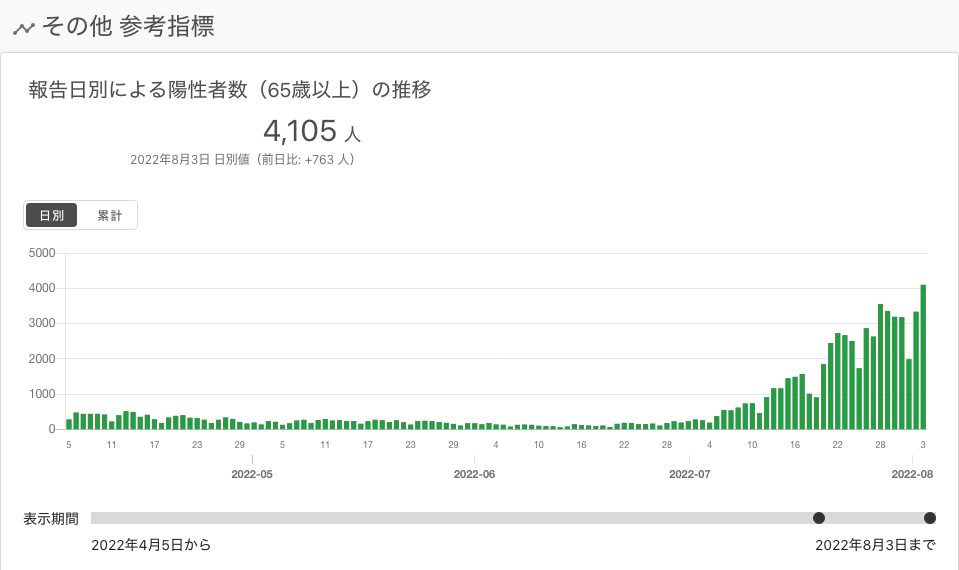 その他 参考指標
報告日別による陽性者数（65歳以上）の推移
4,105 人
2022年8月3日 日別値（前日比: +763 人）
日別 累計
5000
4000
3000
2000
1000
0
5 11 17 23 29 5 11 17 23 29 4 10 16 22 28 4 10 16 22 28 3
2022-05 2022-06 2022-07 2022-08
表示期間
2022年4月5日から 2022年8月3日まで